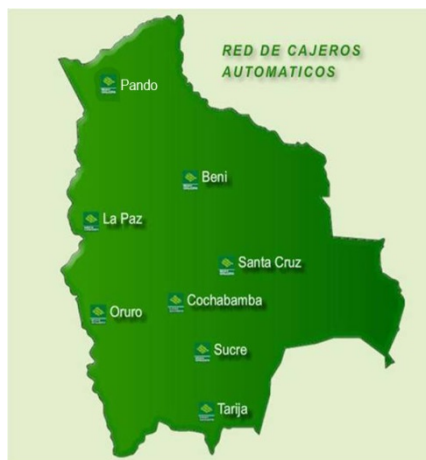 RED DE CAJEROS
AUTOMATICOS
Pando
Beni
La Paz
Santa Cruz
Cochabamba
Oruro
Sucre
Tarija